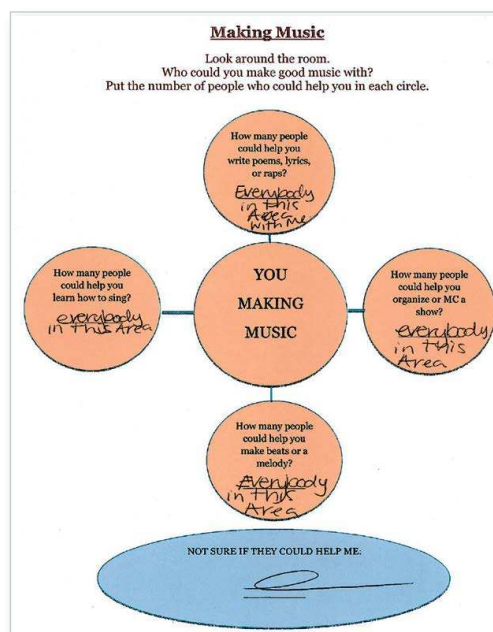 Making Music
Look around the room.
Who could you make good music with?
Put the number of people who could help you in each circle.
How many people
could help you
write poems, lyrics,
or raps?
Everybody
in this
Area
with me
How many people
could help you
learn how to sing?
everybody
in This Area
YOU
MAKING
MUSIC
How many people
could help you
organize or MC a
show?
everybody
in this
Area
How many people
could help you
make beats or a
melody?
Everybody
in this
Area
NOT SURE IF THEY COULD HELP ME: